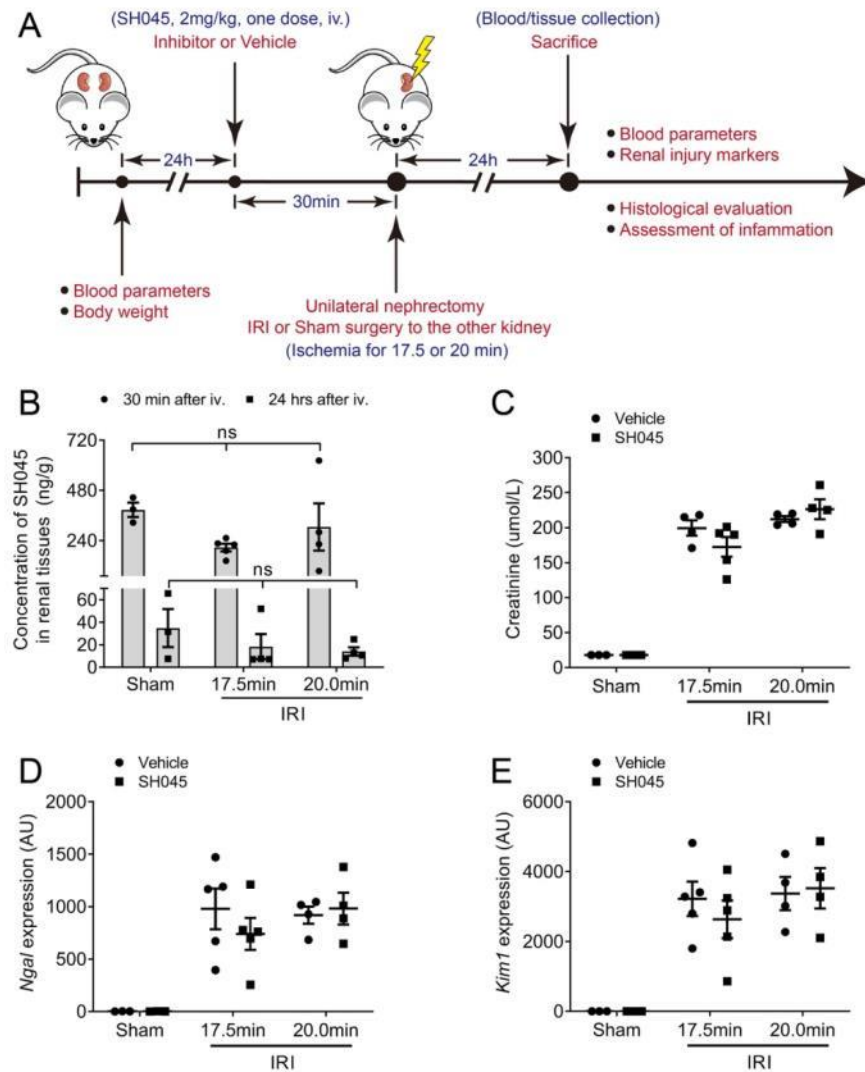 A
(SH045, 2mg/kg, one dose, iv.)
Inhibitor or Vehicle
(Blood/tissue collection)
Sacrifice
24h
30min
24h
Blood parameters
Renal injury markers
Histological evaluation
Assessment of infammation
Blood parameters
Body weight
Unilateral nephrectomy
IRI or Sham surgery to the other kidney
(Ischemia for 17.5 or 20 min)
B
30 min after iv.
24 hrs after iv.
Concentration of SH045
in renal tissues (ng/g)
720
480
240
60
40
20
0
ns
ns
Sham
17.5min
20.0min
IRI
C
Vehicle
SH045
Creatinine (umol/L)
300
250
200
150
100
50
0
Sham
17.5min
20.0min
IRI
D
Vehicle
SH045
Ngal expression (AU)
2000
1500
1000
500
0
Sham
17.5min
20.0min
IRI
E
Vehicle
SH045
Kim1 expression (AU)
6000
4000
2000
0
Sham
17.5min
20.0min
IRI